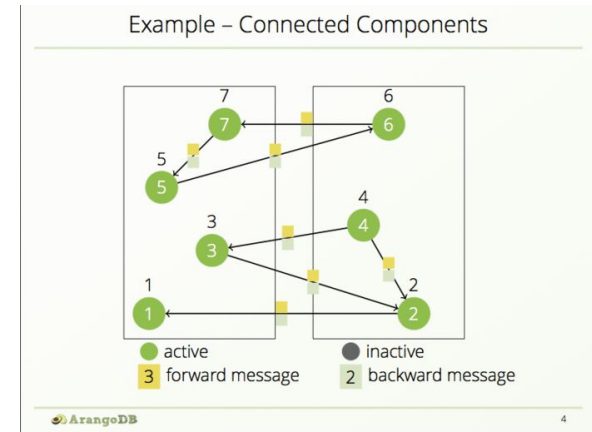 Example – Connected Components
7
6
7
6
5
5
4
3
4
3
1
2
1
2
active
inactive
3 forward message
2 backward message
ArangoDB
4